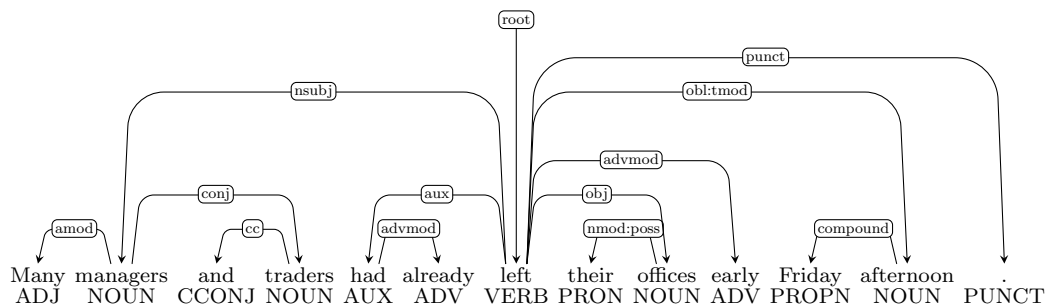 root
punct
nsubj obl:tmod
advmod
conj aux obj
amod cc advmod nmod:poss compound
Many managers and traders had already left their offices early Friday afternoon .
ADJ NOUN CCONJ NOUN AUX ADV VERB PRON NOUN ADV PROPN NOUN PUNCT